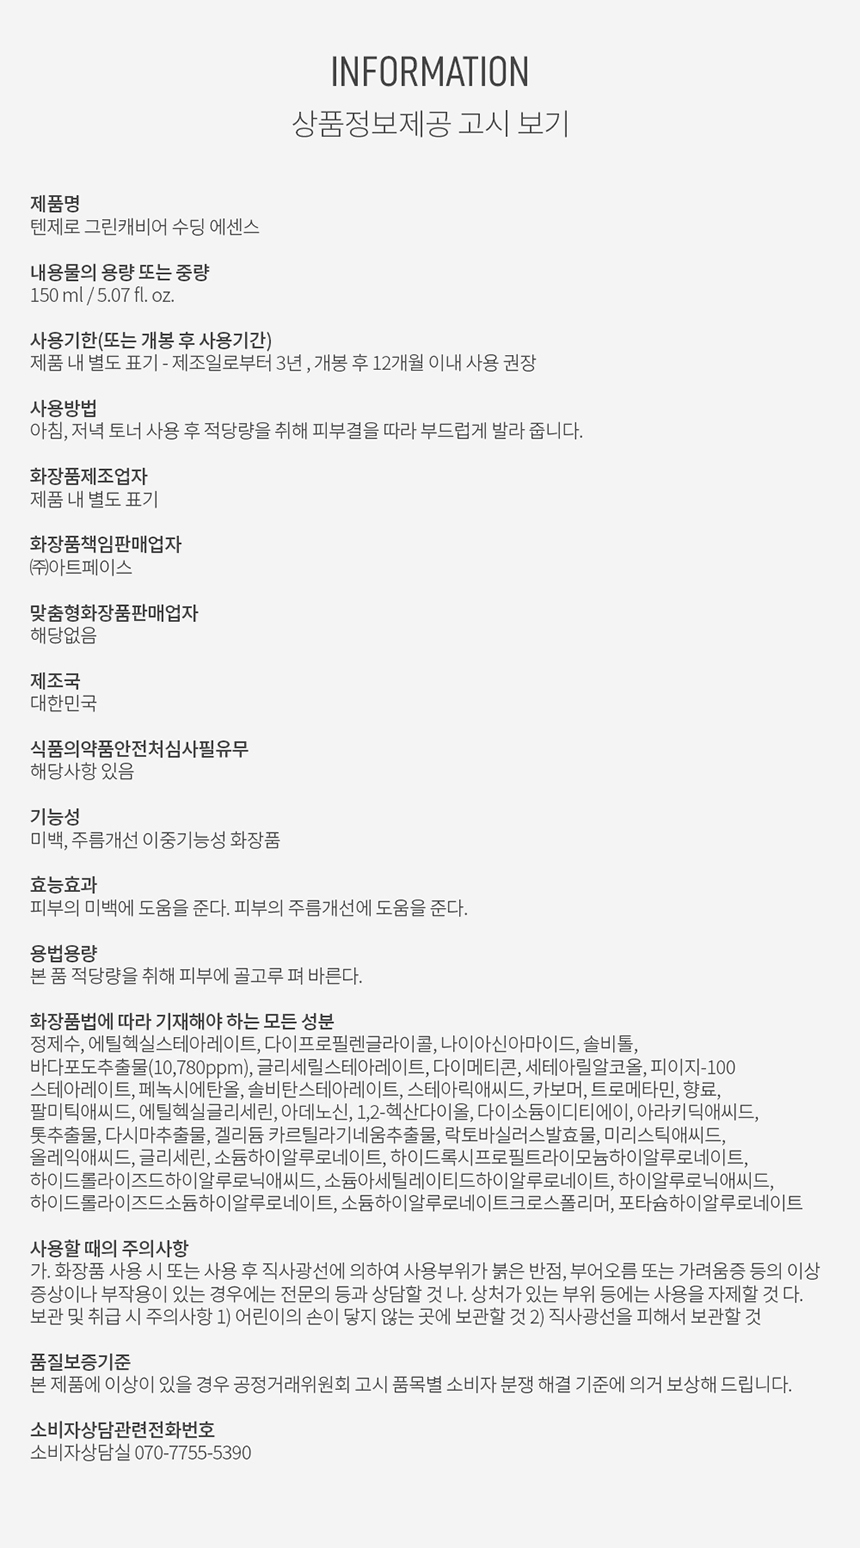 INFORMATION
상품정보제공 고시 보기
제품명
텐제로 그린캐비어 수딩 에센스
내용물의 용량 또는 중량
150 ml / 5.07 fl. oz.
사용기한(또는 개봉 후 사용기간)
제품 내 별도 표기 - 제조일로부터 3년 , 개봉 후 12개월 이내 사용 권장
사용방법
아침, 저녁 토너 사용 후 적당량을 취해 피부결을 따라 부드럽게 발라 줍니다.
화장품제조업자
제품 내 별도 표기
화장품책임판매업자
㈜아트페이스
맞춤형화장품판매업자
해당없음
제조국
대한민국
식품의약품안전처심사필유무
해당사항 있음
기능성
미백, 주름개선 이중기능성 화장품
효능효과
피부의 미백에 도움을 준다. 피부의 주름개선에 도움을 준다.
용법용량
본 품 적당량을 취해 피부에 골고루 펴 바른다.
화장품법에 따라 기재해야 하는 모든 성분
정제수, 에틸헥실스테아레이트, 다이프로필렌글라이콜, 나이아신아마이드, 솔비톨,
바다포도추출물(10,780ppm), 글리세릴스테아레이트, 다이메티콘, 세테아릴알코올, 피이지-100
스테아레이트, 페녹시에탄올, 솔비탄스테아레이트, 스테아릭애씨드, 카보머, 트로메타민, 향료,
팔미틱애씨드, 에틸헥실글리세린, 아데노신, 1,2-헥산다이올, 다이소듐이디티에이, 아라키딕애씨드,
톳추출물, 다시마추출물, 겔리듐 카르틸라기네움추출물, 락토바실러스발효물, 미리스틱애씨드,
올레익애씨드, 글리세린, 소듐하이알루로네이트, 하이드록시프로필트라이모늄하이알루로네이트,
하이드롤라이즈드하이알루로닉애씨드, 소듐아세틸레이티드하이알루로네이트, 하이알루로닉애씨드,
하이드롤라이즈드소듐하이알루로네이트, 소듐하이알루로네이트크로스폴리머, 포타슘하이알루로네이트
사용할 때의 주의사항
가. 화장품 사용 시 또는 사용 후 직사광선에 의하여 사용부위가 붉은 반점, 부어오름 또는 가려움증 등의 이상
증상이나 부작용이 있는 경우에는 전문의 등과 상담할 것 나. 상처가 있는 부위 등에는 사용을 자제할 것 다.
보관 및 취급 시 주의사항 1) 어린이의 손이 닿지 않는 곳에 보관할 것 2) 직사광선을 피해서 보관할 것
품질보증기준
본 제품에 이상이 있을 경우 공정거래위원회 고시 품목별 소비자 분쟁 해결 기준에 의거 보상해 드립니다.
소비자상담관련전화번호
소비자상담실 070-7755-5390